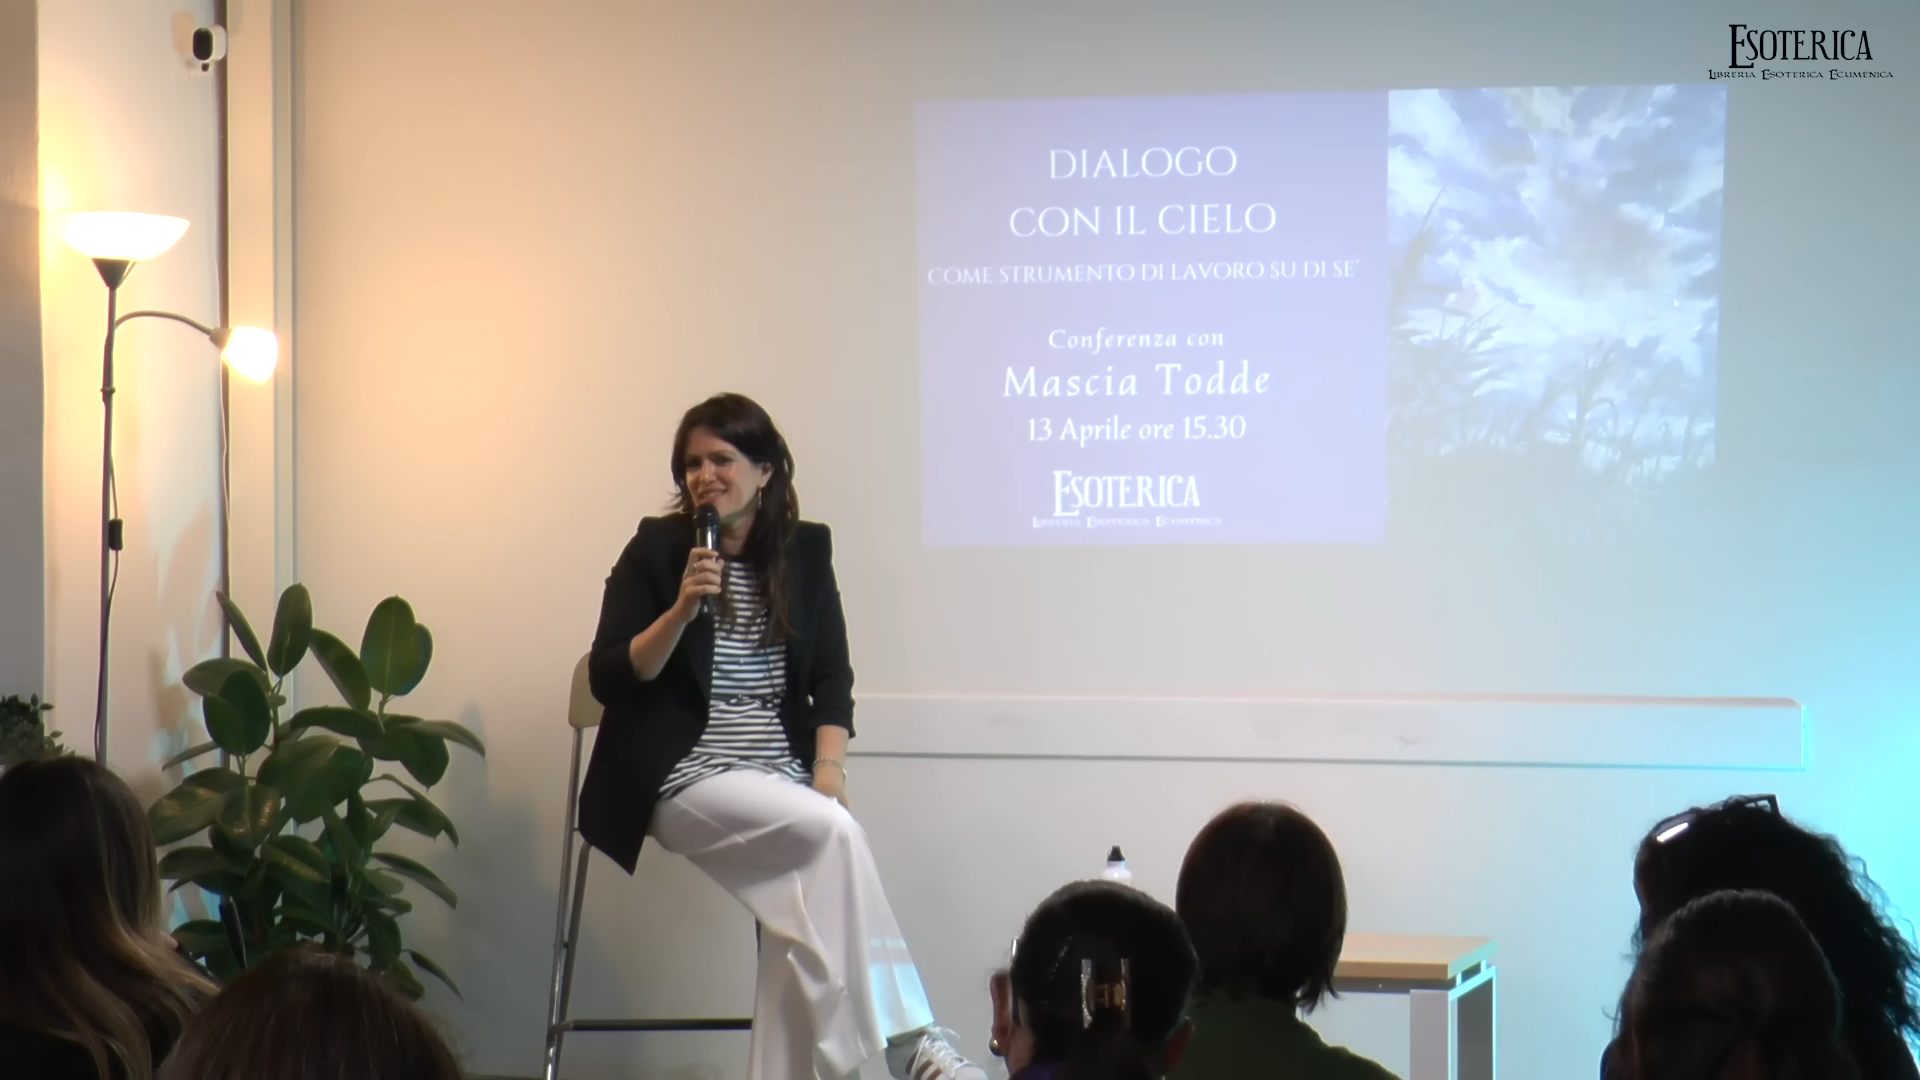 ESOTERICA
LIBRERIA ESOTERICA ECUMENICA
DIALOGO
CON IL CIELO
COME STRUMENTO DI LAVORO SU DI SE'
Conferenza con
Mascia Todde
13 Aprile ore 15.30
ESOTERICA
LIBRERIA ESOTERICA ECUMENICA